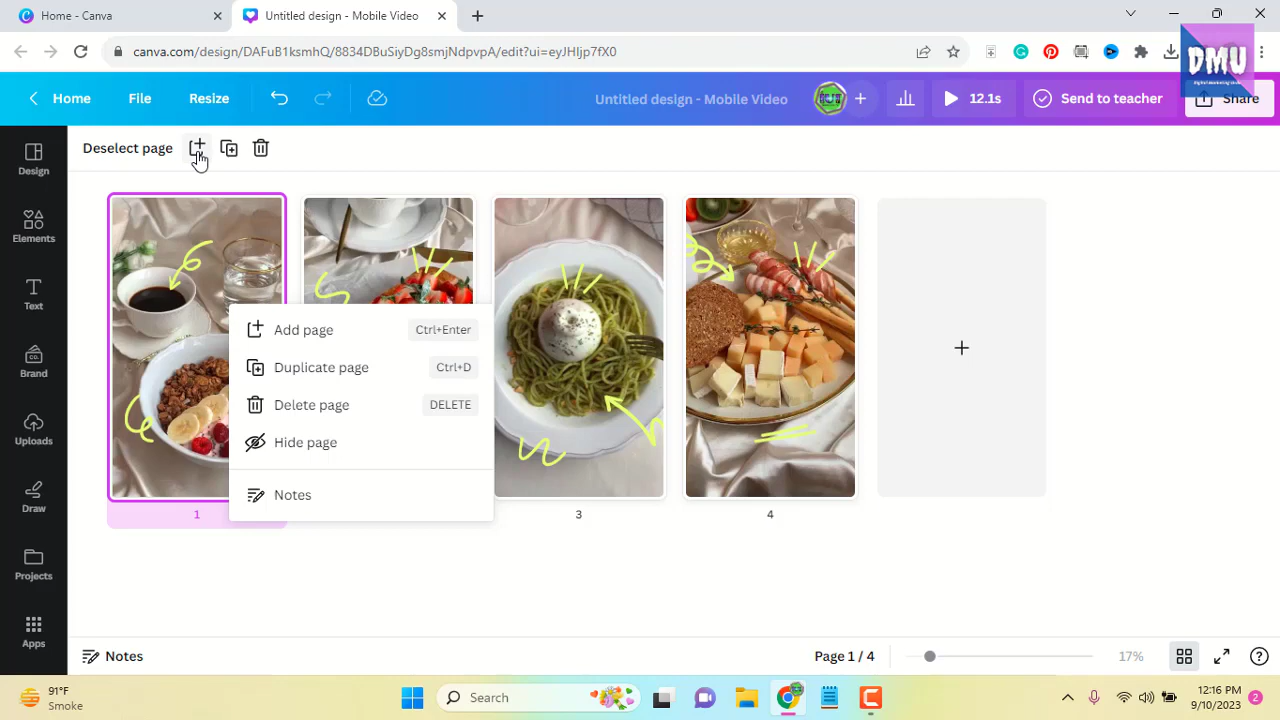 Home - Canva
Untitled design - Mobile Video
canva.com/design/DAFuB1ksmhQ/8834DBuSiyDq8smjNdpvpA/edit?ui=eyJHIjp7fX0
DMU
Home
File
Resize
Untitled design - Mobile Video
12.1s
Send to teacher
Share
Design
Elements
Text
Brand
Uploads
Draw
Projects
Apps
Deselect page
Add page Ctrl+Enter
Duplicate page Ctrl+D
Delete page DELETE
Hide page
Notes
1
3
4
Notes
Page 1 / 4
17%
91°F
Smoke
Search
12:16 PM
9/10/2023
2